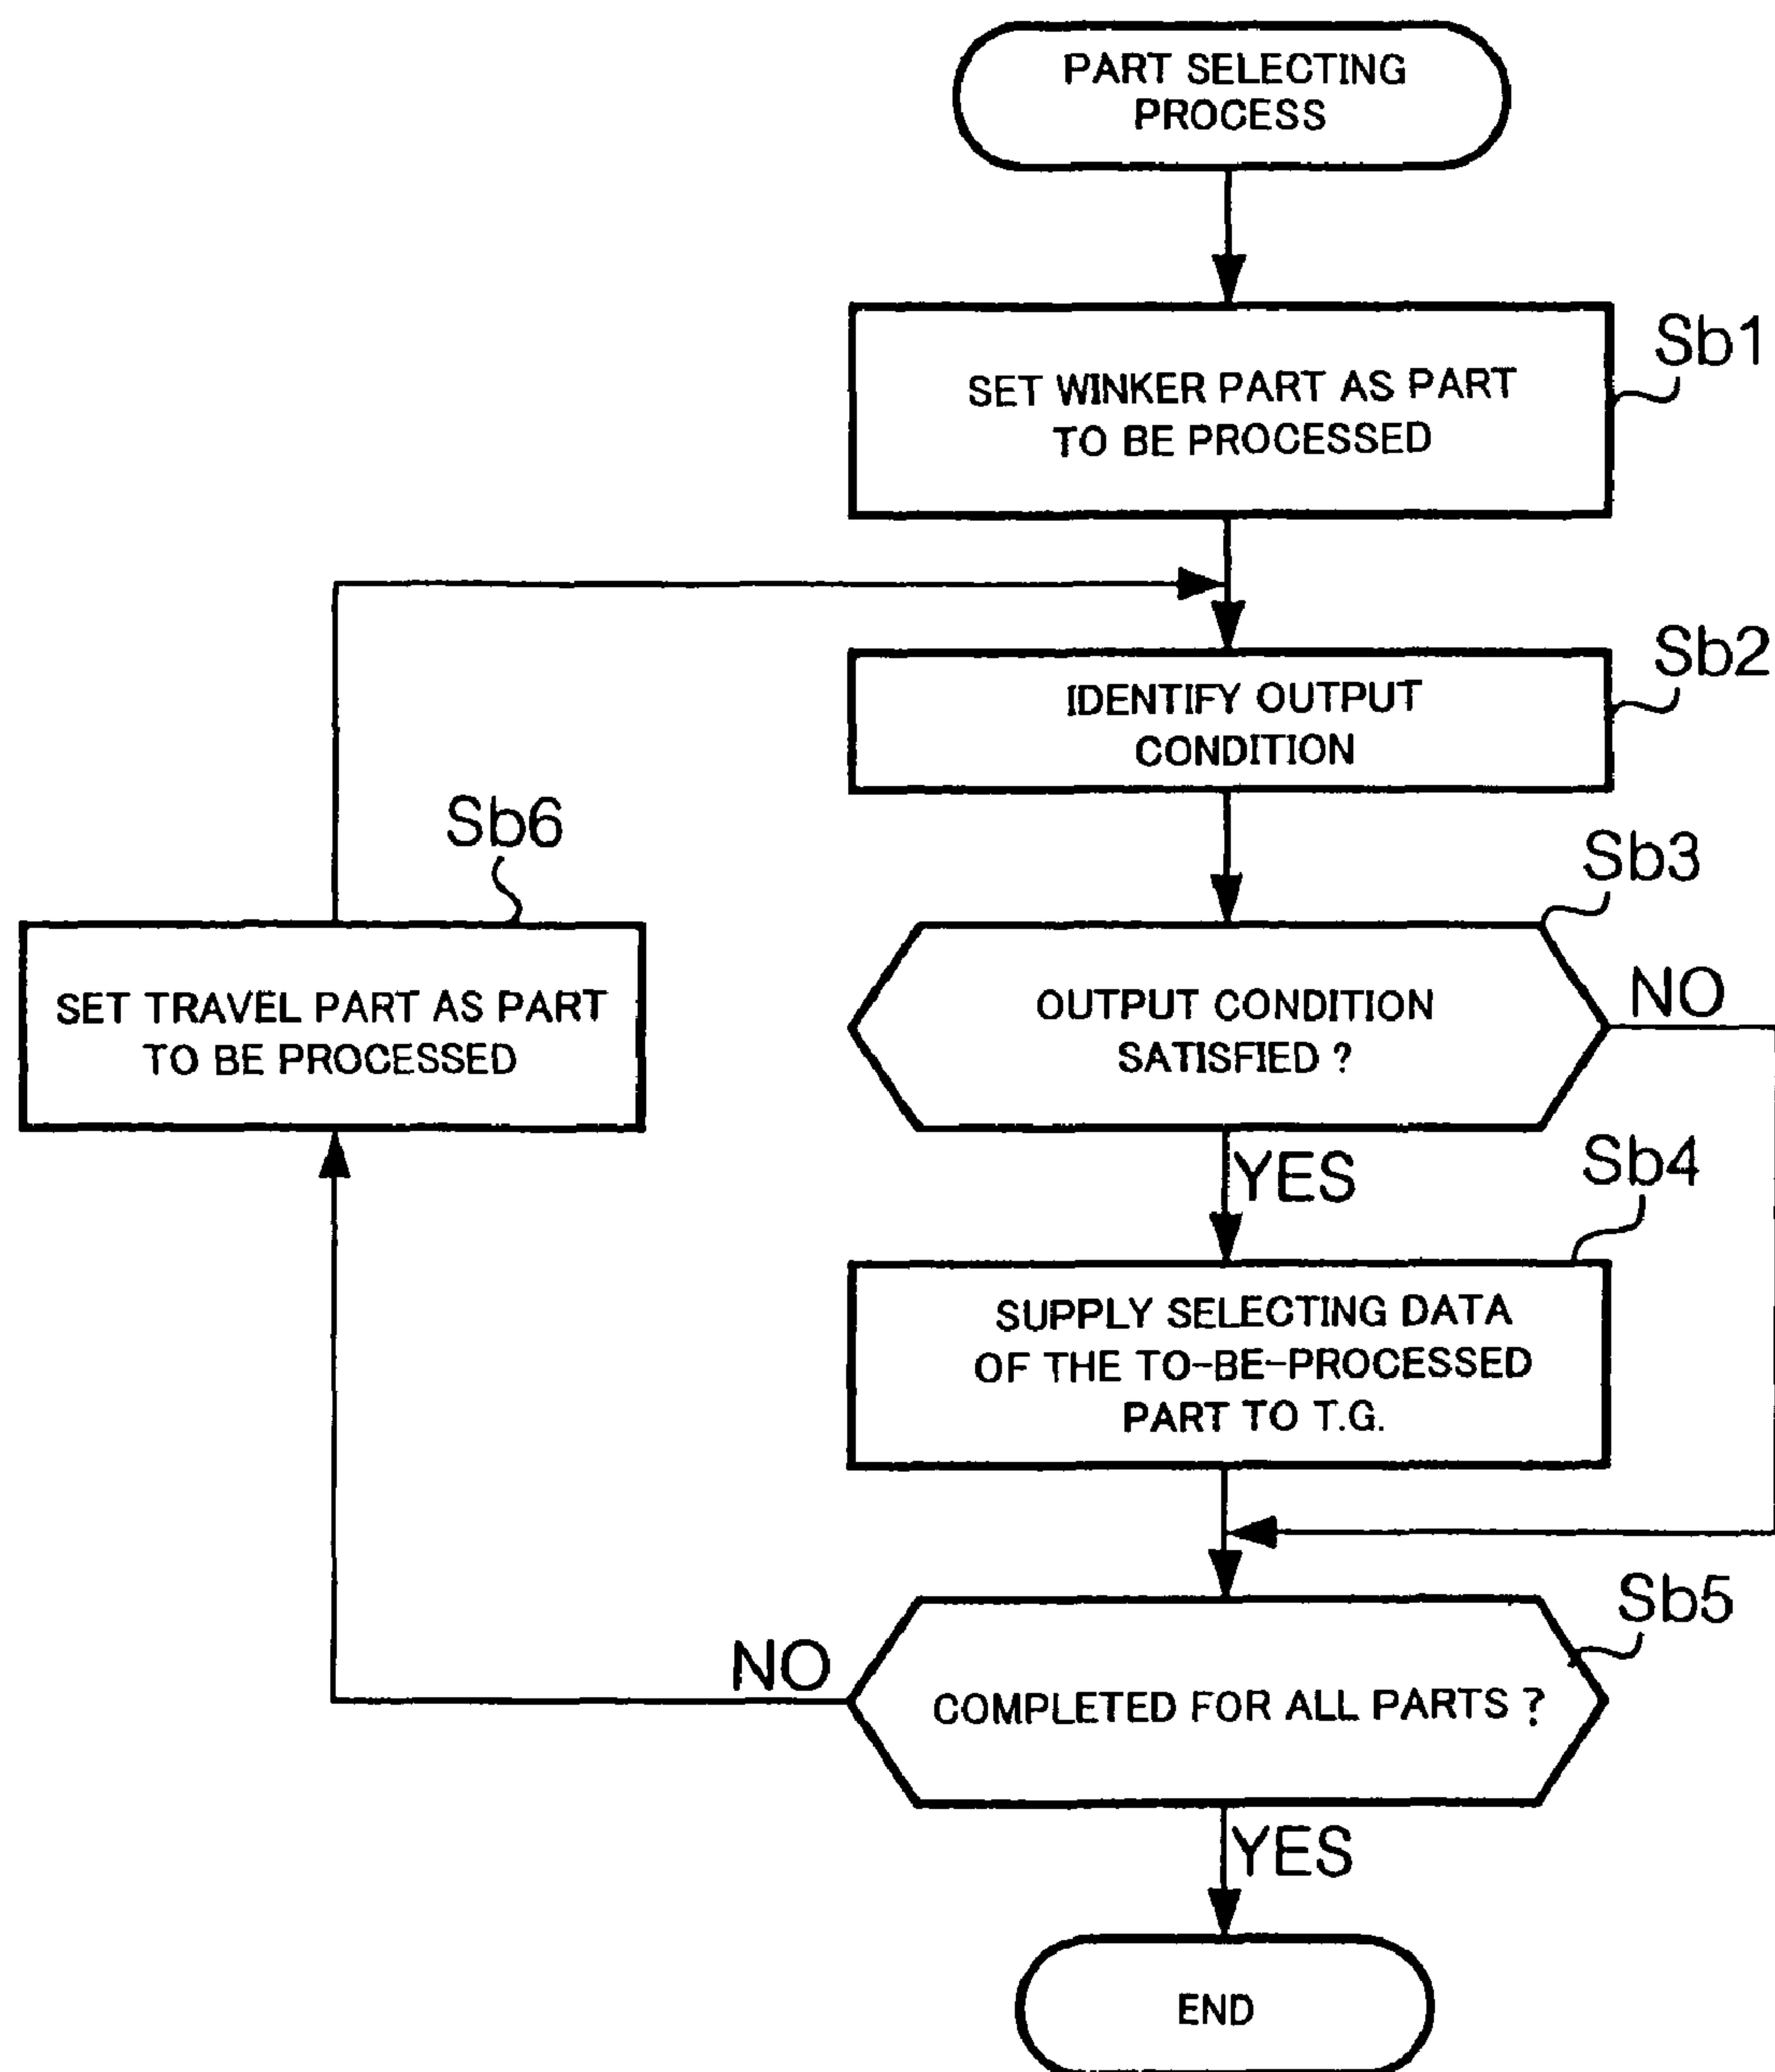 PART SELECTING
PROCESS
Sb1
SET WINKER PART AS PART
TO BE PROCESSED
Sb2
IDENTIFY OUTPUT
CONDITION
Sb3
OUTPUT CONDITION
SATISFIED ?
NO
YES
Sb4
SUPPLY SELECTING DATA
OF THE TO-BE-PROCESSED
PART TO T.G.
Sb5
COMPLETED FOR ALL PARTS ?
NO
YES
Sb6
SET TRAVEL PART AS PART
TO BE PROCESSED
END